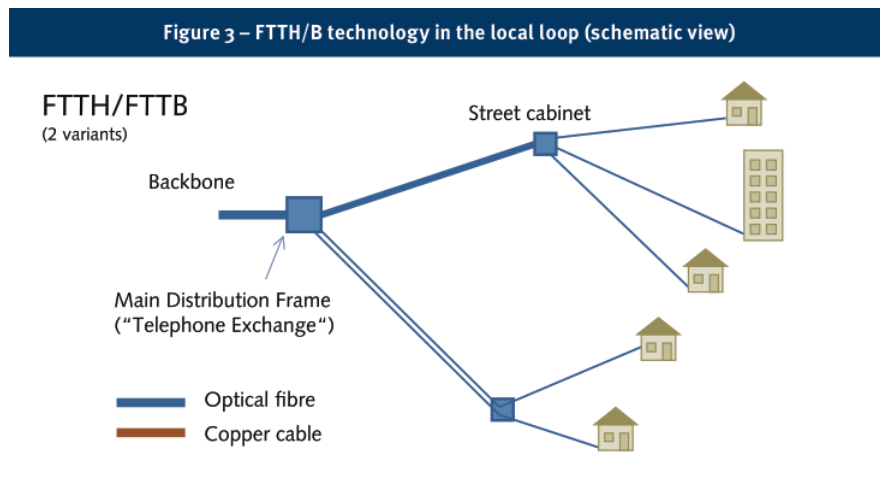 Figure 3 – FTTH/B technology in the local loop (schematic view)
FTTH/FTTB
(2 variants)
Street cabinet
Backbone
Main Distribution Frame
("Telephone Exchange")
Optical fibre
Copper cable